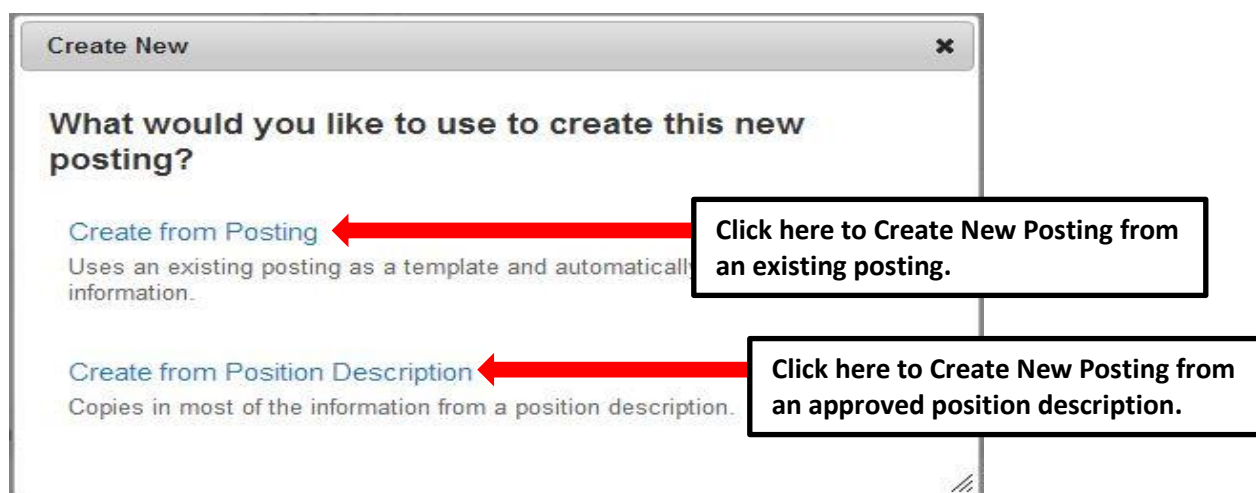 Create New
What would you like to use to create this new
posting?
Create from Posting
Click here to Create New Posting from
an existing posting.
Uses an existing posting as a template and automatically
information.
Create from Position Description
Click here to Create New Posting from
an approved position description.
Copies in most of the information from a position description.